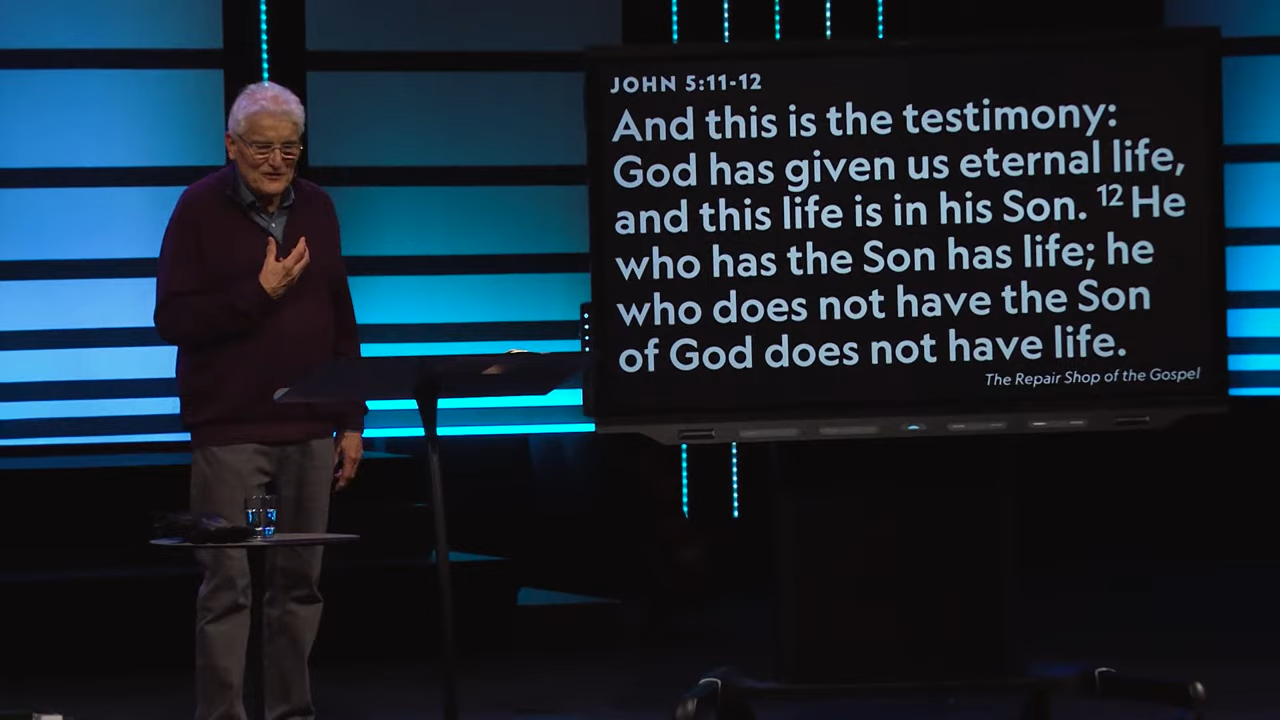 JOHN 5:11-12
And this is the testimony:
God has given us eternal life,
and this life is in his Son. 12 He
who has the Son has life; he
who does not have the Son
of God does not have life.
The Repair Shop of the Gospel